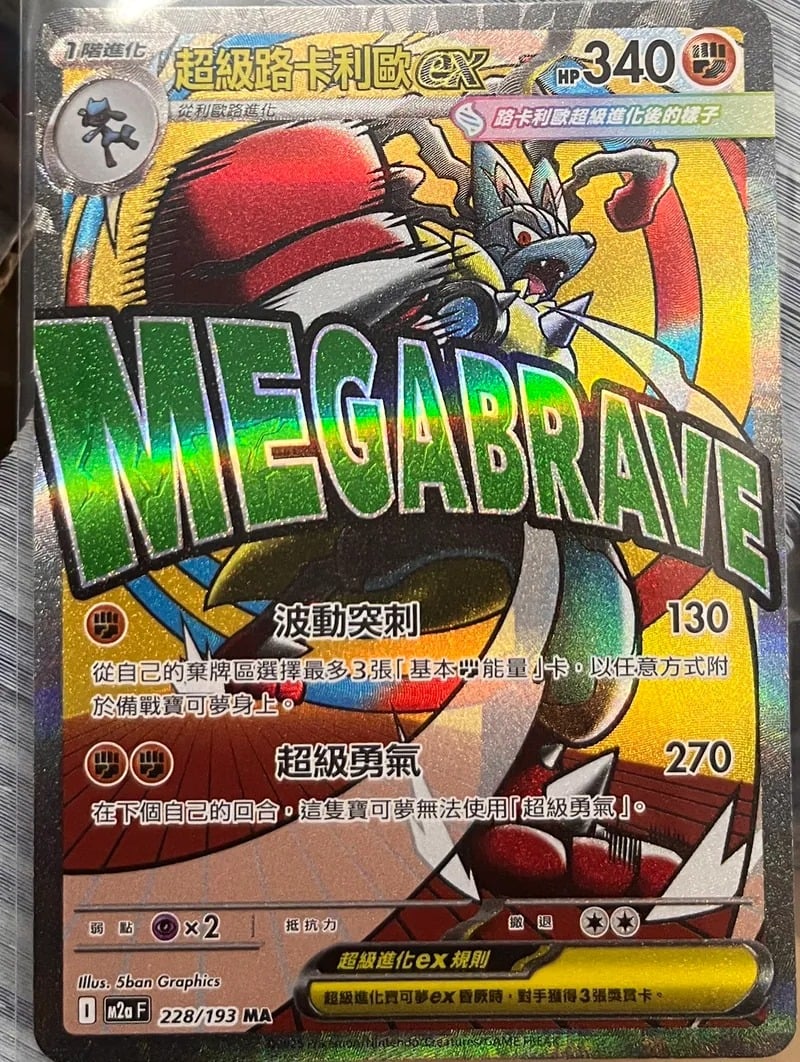 1階進化
超級路卡利歐ex
HP340
從利歐路進化
路卡利歐超級進化後的樣子
MEGABRAVE
波動突刺 130
從自己的棄牌區選擇最多3張「基本 能量」卡,以任意方式附
於備戰寶可夢身上。
超級勇氣 270
在下個自己的回合,這隻寶可夢無法使用「超級勇氣」。
弱點 ×2 抵抗力 撤退
超級進化ex規則
超級進化寶可夢ex昏厥時,對手獲得3張獎賞卡。
Illus. 5ban Graphics
I m2a F 228/193 MA
©2025 Pokémon/Nintendo/Creatures/GAME FREAK